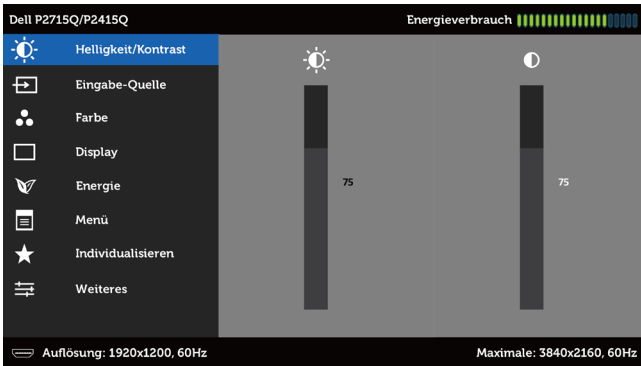 Dell P2715Q/P2415Q
Energieverbrauch
Helligkeit/Kontrast
Eingabe-Quelle
Farbe
Display
Energie
Menü
Individualisieren
Weiteres
75
75
Auflösung: 1920x1200, 60Hz
Maximale: 3840x2160, 60Hz